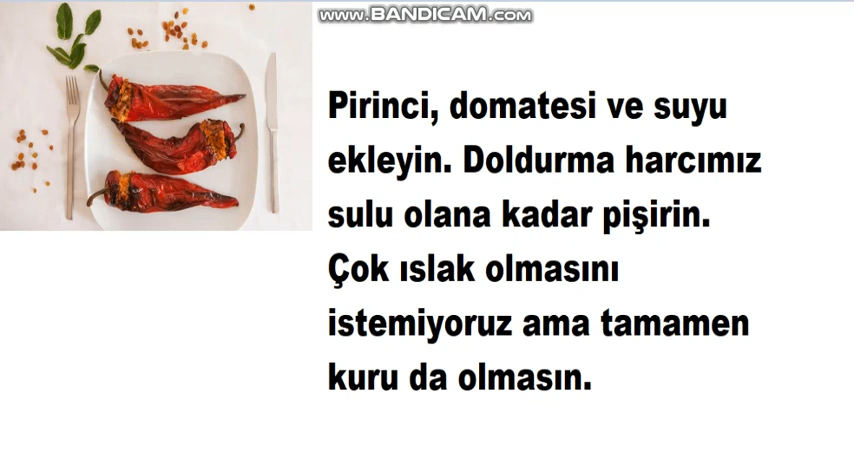 www.BANDICAM.com
Pirinci, domatesi ve suyu
ekleyin. Doldurma harcımız
sulu olana kadar pişirin.
Çok ıslak olmasını
istemiyoruz ama tamamen
kuru da olmasın.